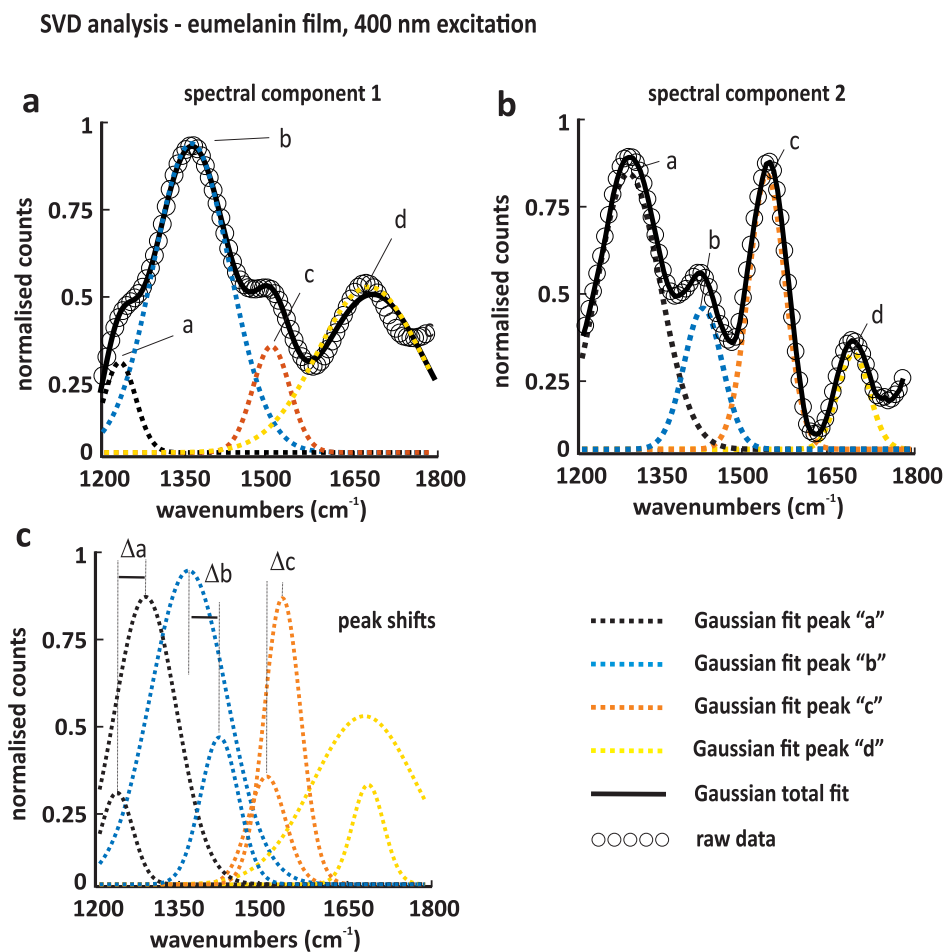 SVD analysis - eumelanin film, 400 nm excitation
a
spectral component 1
normalised counts
1
0.75
0.5
0.25
0
a
b
c
d
1200 1350 1500 1650 1800
wavenumbers (cm-1)
b
spectral component 2
normalised counts
1
0.75
0.5
0.25
0
a
b
c
d
1200 1350 1500 1650 1800
wavenumbers (cm-1)
c
peak shifts
normalised counts
1
0.75
0.5
0.25
0
Δa
Δb
Δc
1200 1350 1500 1650 1800
wavenumbers (cm-1)
Gaussian fit peak “a”
Gaussian fit peak “b”
Gaussian fit peak “c”
Gaussian fit peak “d”
Gaussian total fit
raw data